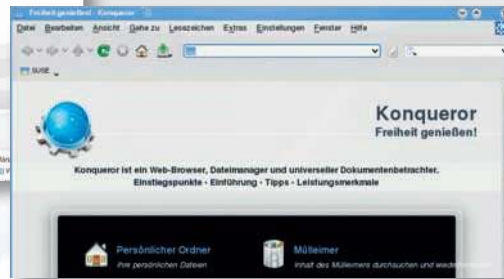 Freiheit genießen! - Konqueror
Datei Bearbeiten Ansicht Gehe zu Lesezeichen Extras Einstellungen Fenster Hilfe
SUSE
Konqueror
Freiheit genießen!
Konqueror ist ein Web-Browser, Dateimanager und universeller Dokumentenbetrachter.
Einstiegspunkte - Einführung - Tipps - Leistungsmerkmale
Persönlicher Ordner
Ihre persönlichen Dateien
Mülleimer
Inhalt des Mülleimers durchsuchen und